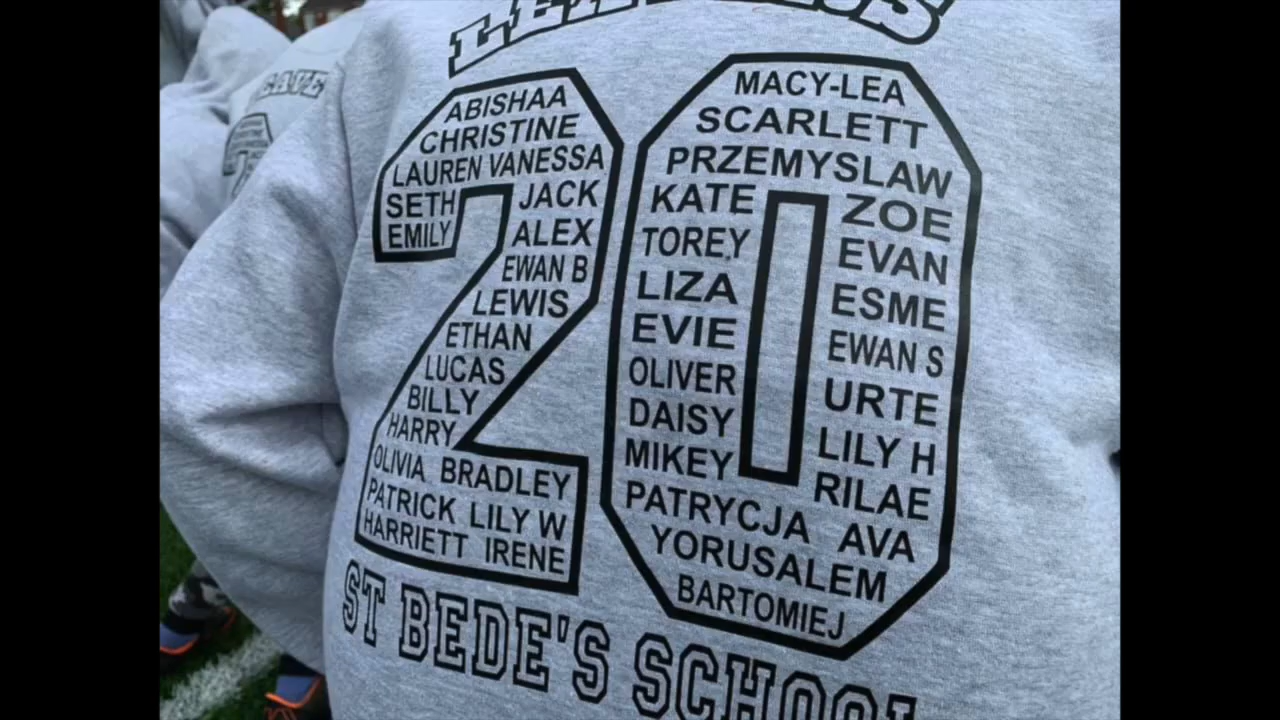 LEAVERS
ABISHAA
CHRISTINE
LAUREN VANESSA
SETH JACK
EMILY ALEX
EWAN B
LEWIS
ETHAN
LUCAS
BILLY
HARRY
OLIVIA BRADLEY
PATRICK LILY W
HARRIETT IRENE
MACY-LEA
SCARLETT
PRZEMYSLAW
KATE ZOE
TOREY EVAN
LIZA ESME
EVIE EWAN S
OLIVER URTE
DAISY LILY H
MIKEY RILAE
PATRYCJA AVA
YORUSALEM
BARTOMIEJ
ST BEDE'S SCHOOL